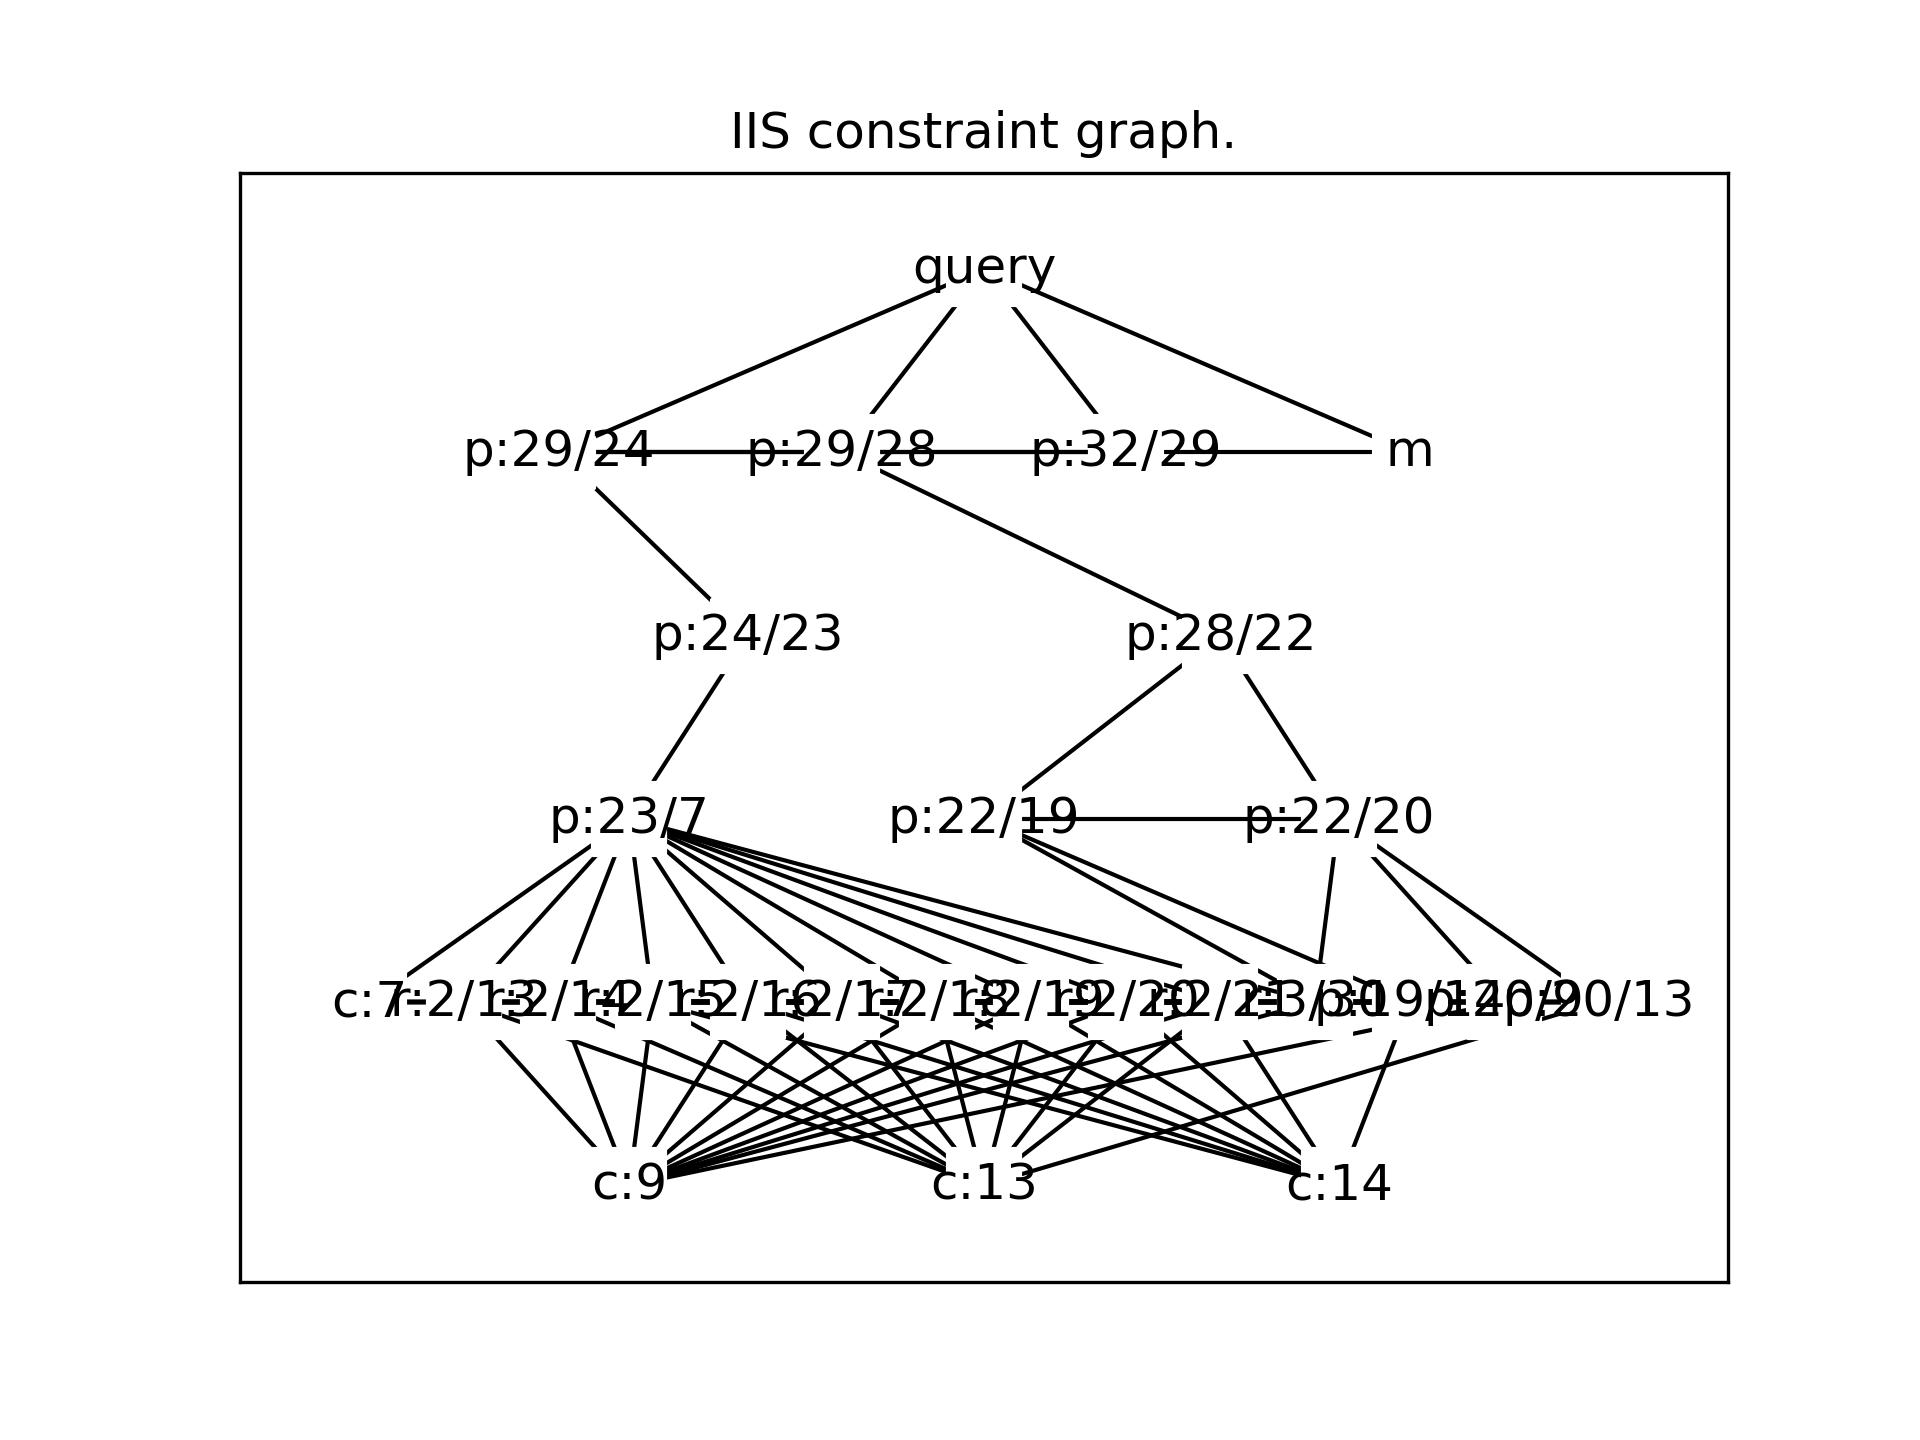 IIS constraint graph.
query
p:29/24 p:29/28 p:32/29 m
p:24/23 p:28/22
p:23/7 p:22/19 p:22/20
c:7 r:2/13 r:2/14 r:2/15 r:2/16 r:2/17 r:2/18 r:2/19 r:2/20 r:2/21 r:3/30 p:19/14 p:20/9 p:20/13
c:9 c:13 c:14